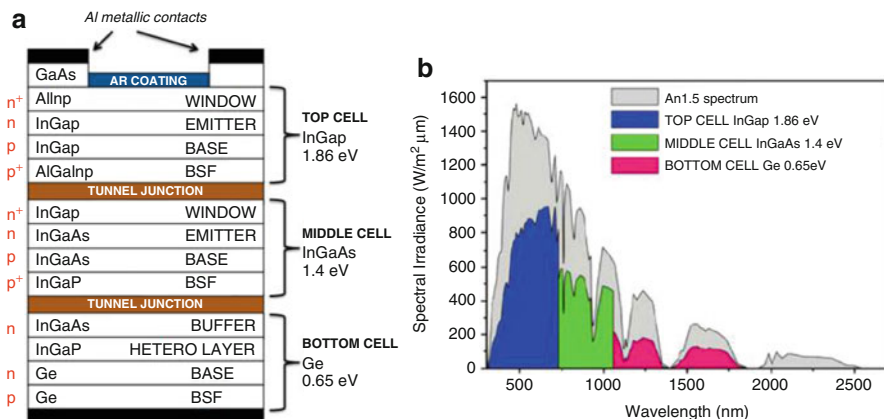 a
Al metallic contacts
GaAs
AR COATING
n+ AlInp WINDOW
n InGap EMITTER
p InGap BASE
p+ AlGaInp BSF
TOP CELL
InGap
1.86 eV
TUNNEL JUNCTION
n+ InGap WINDOW
n InGaAs EMITTER
p InGaAs BASE
p+ InGaP BSF
MIDDLE CELL
InGaAs
1.4 eV
TUNNEL JUNCTION
n InGaAs BUFFER
InGaP HETERO LAYER
n Ge BASE
p Ge BSF
BOTTOM CELL
Ge
0.65 eV
b
An1.5 spectrum
TOP CELL InGap 1.86 eV
MIDDLE CELL InGaAs 1.4 eV
BOTTOM CELL Ge 0.65eV
Spectral Irradiance (W/m² μm)
1600
1400
1200
1000
800
600
400
200
0
500 1000 1500 2000 2500
Wavelength (nm)